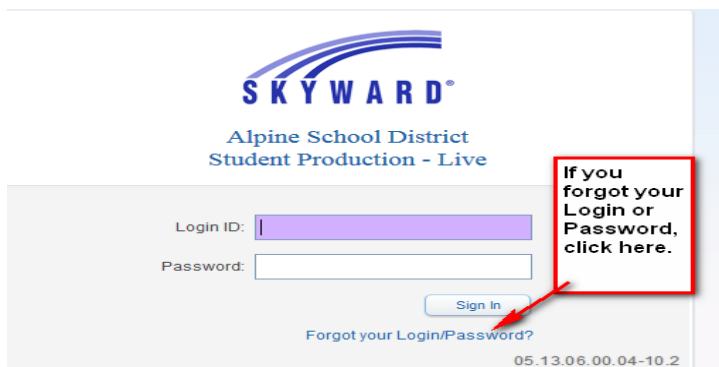 SKYWARD®
Alpine School District
Student Production - Live
If you
forgot your
Login or
Password,
click here.
Login ID:
Password:
Sign In
Forgot your Login/Password?
05.13.06.00.04-10.2